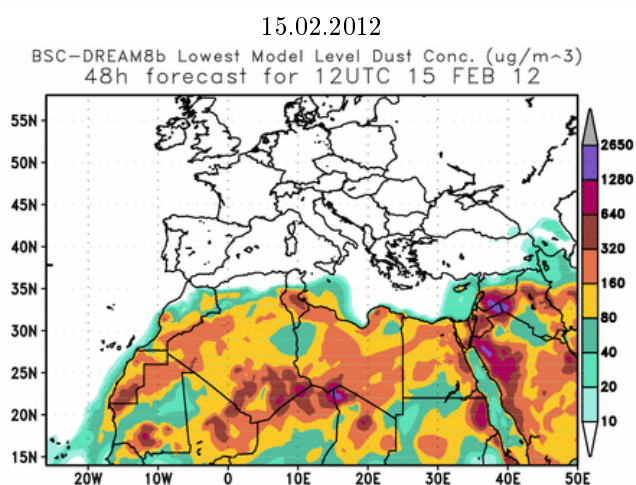 15.02.2012
BSC-DREAM8b Lowest Model Level Dust Conc. (ug/m^3)
48h forecast for 12UTC 15 FEB 12
55N
50N
45N
40N
35N
30N
25N
20N
15N
20W
10W
0
10E
20E
30E
40E
50E
2650
1280
640
320
160
80
40
20
10